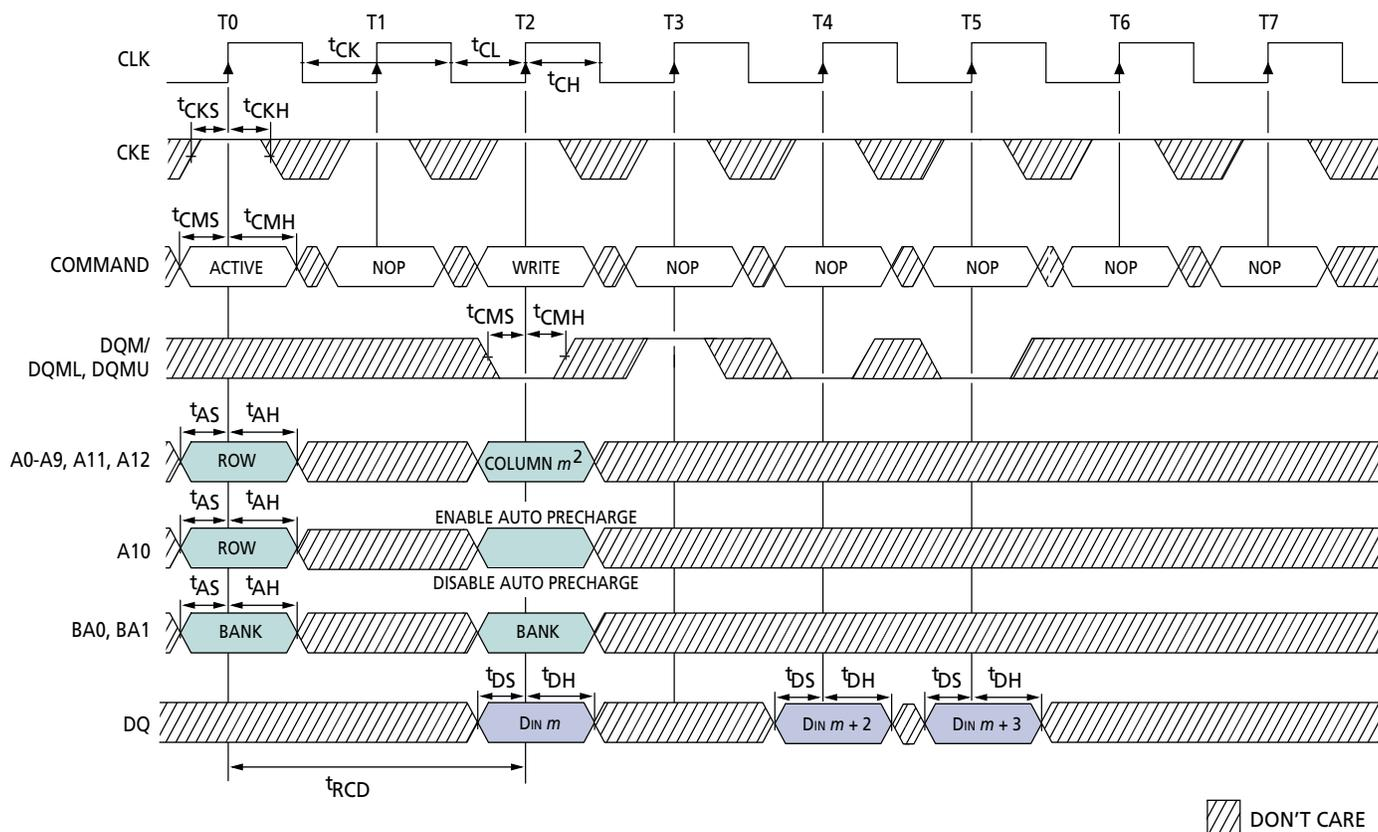 T0 T1 T2 T3 T4 T5 T6 T7
CLK
tCK tCL
tCH
tCKS tCKH
CKE
tCMS tCMH
COMMAND ACTIVE NOP WRITE NOP NOP NOP NOP NOP
tCMS tCMH
DQM/
DQML, DQMU
tAS tAH
A0-A9, A11, A12 ROW COLUMN m2
tAS tAH
ENABLE AUTO PRECHARGE
A10 ROW
DISABLE AUTO PRECHARGE
tAS tAH
BA0, BA1 BANK BANK
tDS tDH tDS tDH tDS tDH
DQ DIN m DIN m + 2 DIN m + 3
tRCD
DON'T CARE